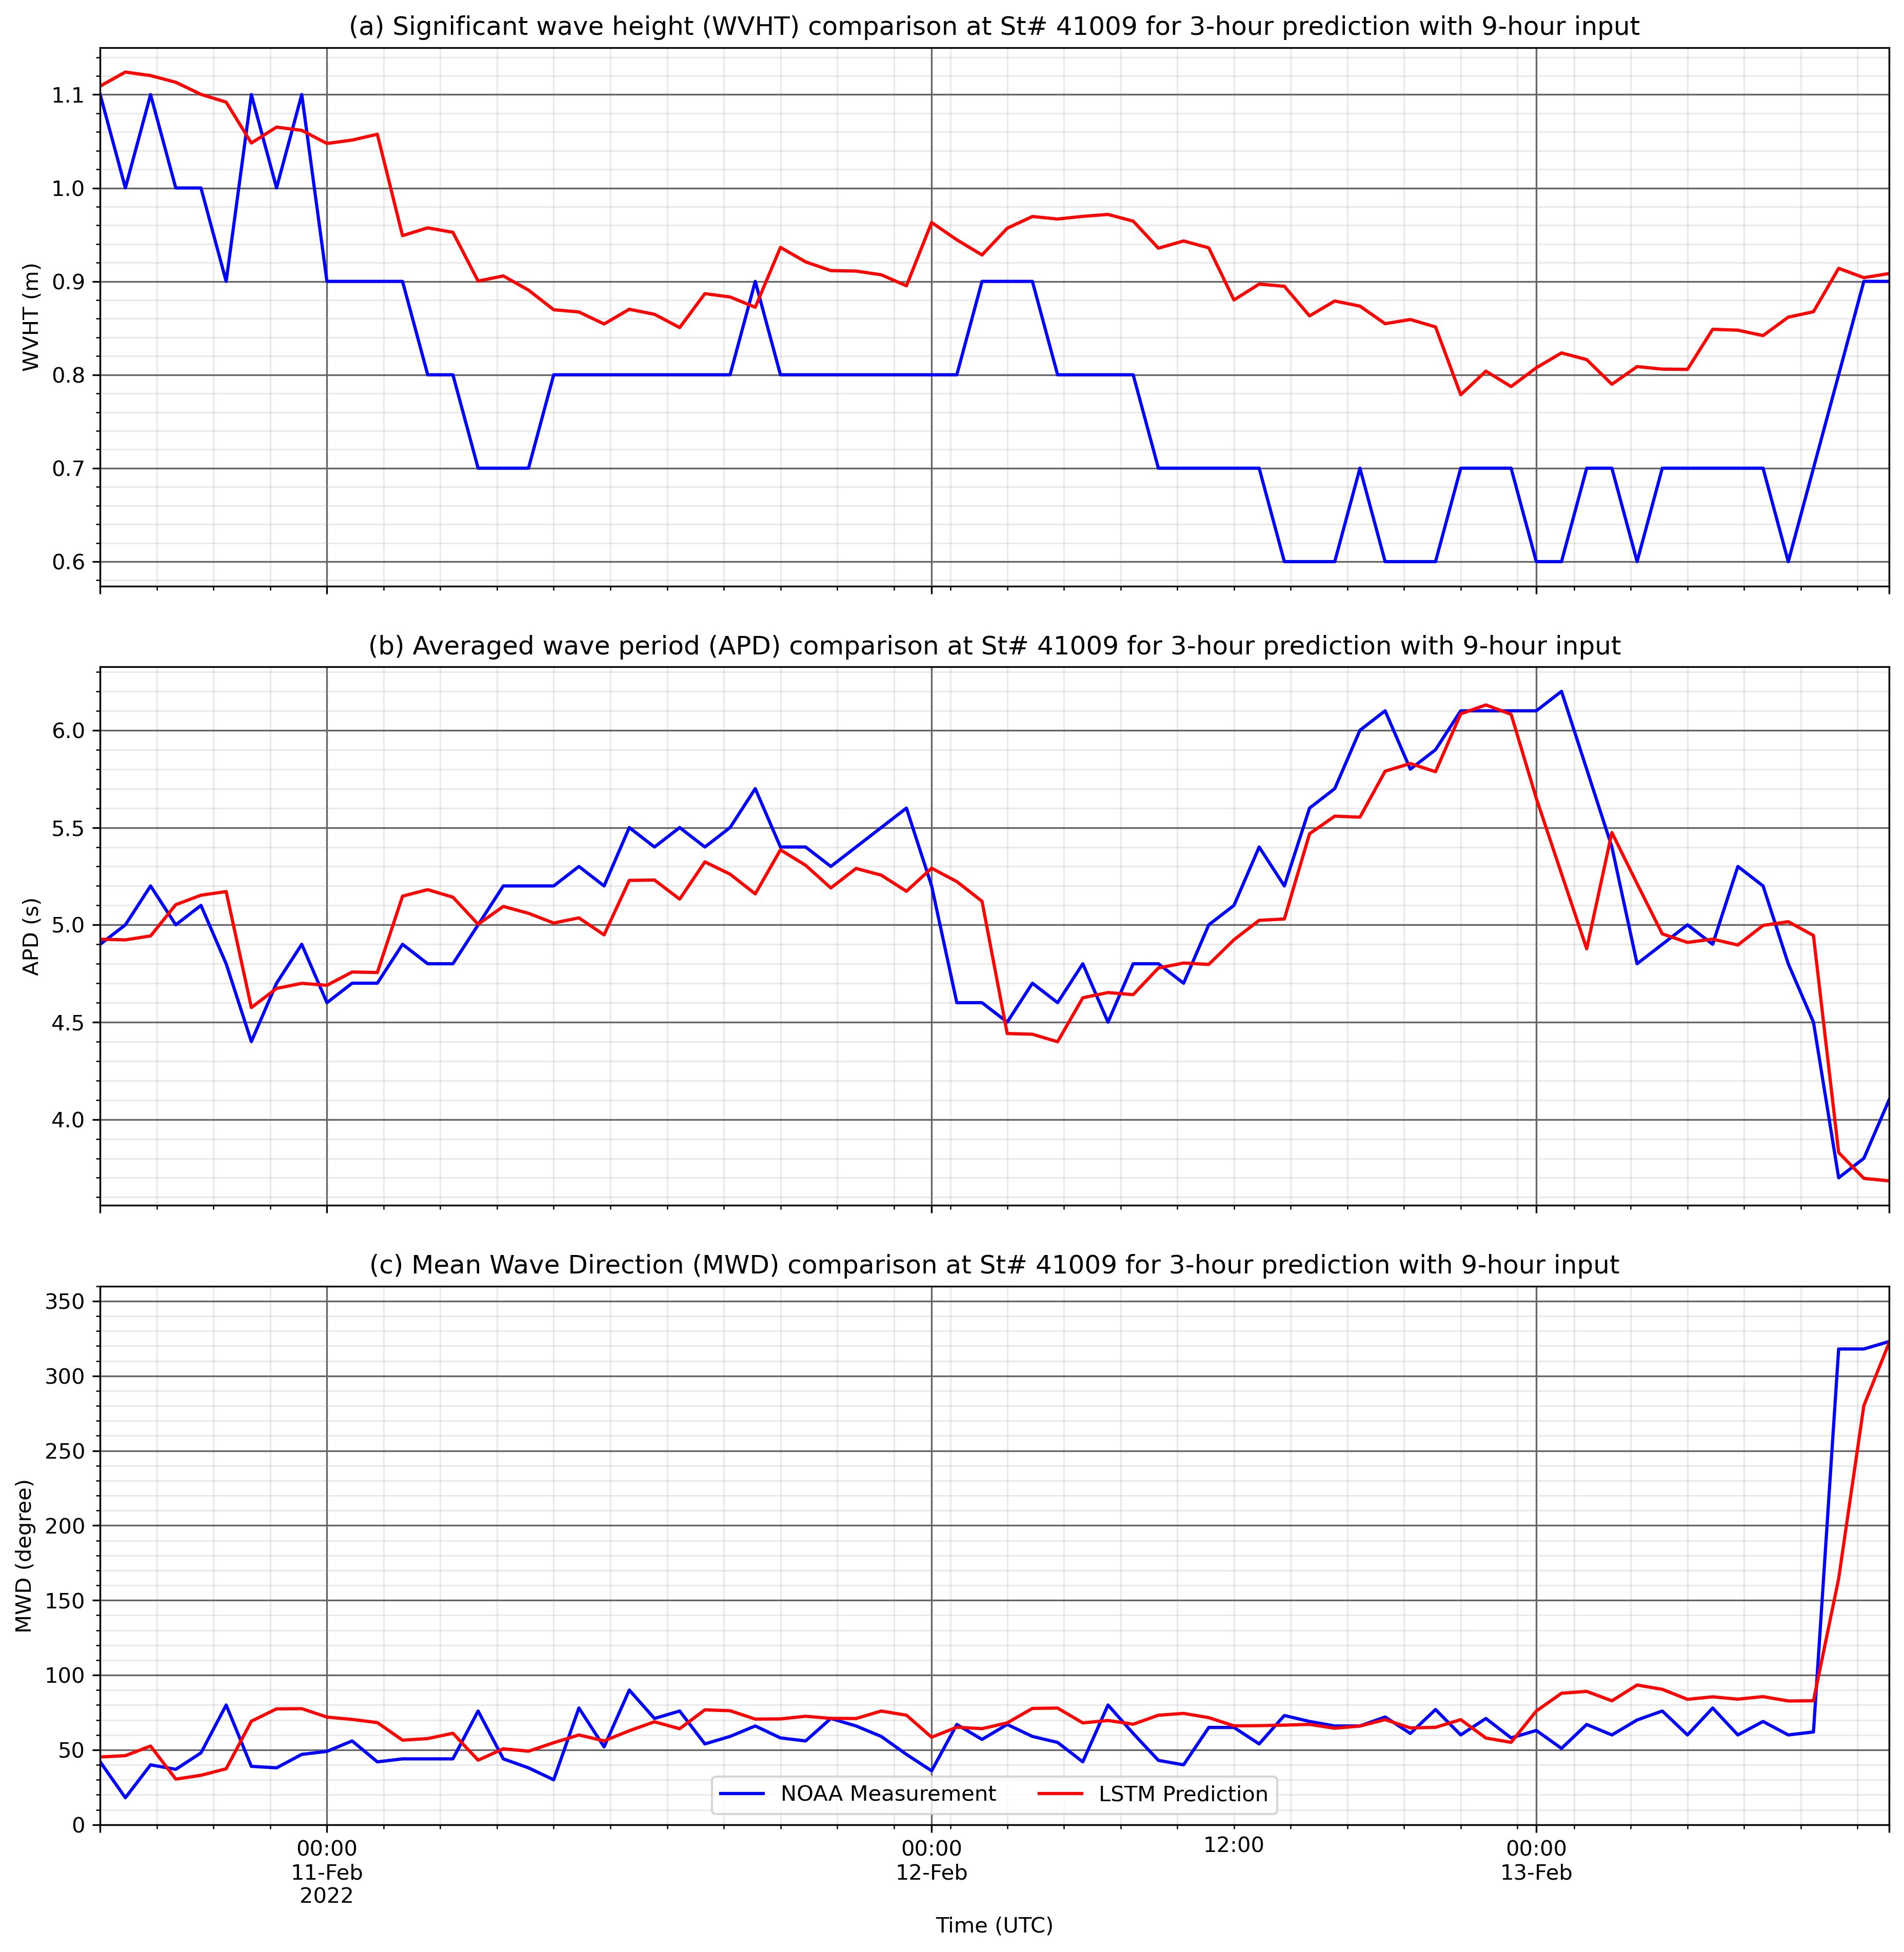 (a) Significant wave height (WVHT) comparison at St# 41009 for 3-hour prediction with 9-hour input
1.1
1.0
0.9
0.8
0.7
0.6
WVHT (m)
(b) Averaged wave period (APD) comparison at St# 41009 for 3-hour prediction with 9-hour input
6.0
5.5
5.0
4.5
4.0
APD (s)
(c) Mean Wave Direction (MWD) comparison at St# 41009 for 3-hour prediction with 9-hour input
350
300
250
200
150
100
50
0
MWD (degree)
NOAA Measurement
LSTM Prediction
00:00
11-Feb
2022
00:00
12-Feb
12:00
00:00
13-Feb
Time (UTC)